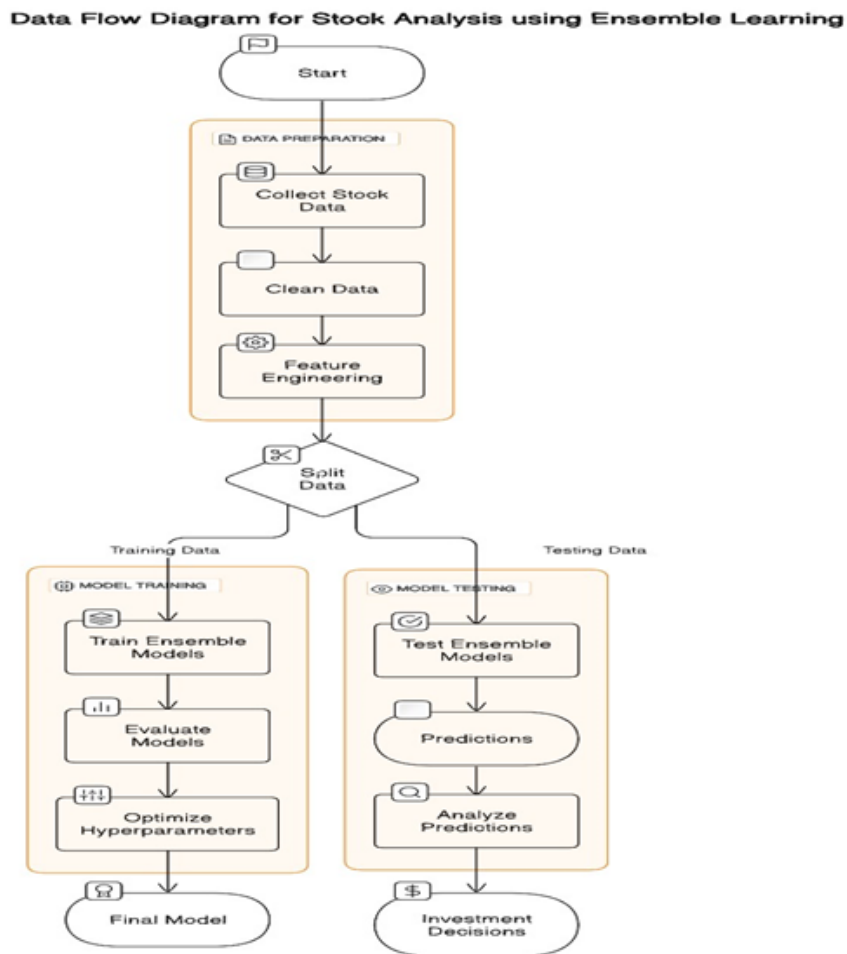 Data Flow Diagram for Stock Analysis using Ensemble Learning
Start
DATA PREPARATION
Collect Stock
Data
Clean Data
Feature
Engineering
Split
Data
Training Data
Testing Data
MODEL TRAINING
MODEL TESTING
Train Ensemble
Models
Evaluate
Models
Optimize
Hyperparameters
Final Model
Test Ensemble
Models
Predictions
Analyze
Predictions
Investment
Decisions